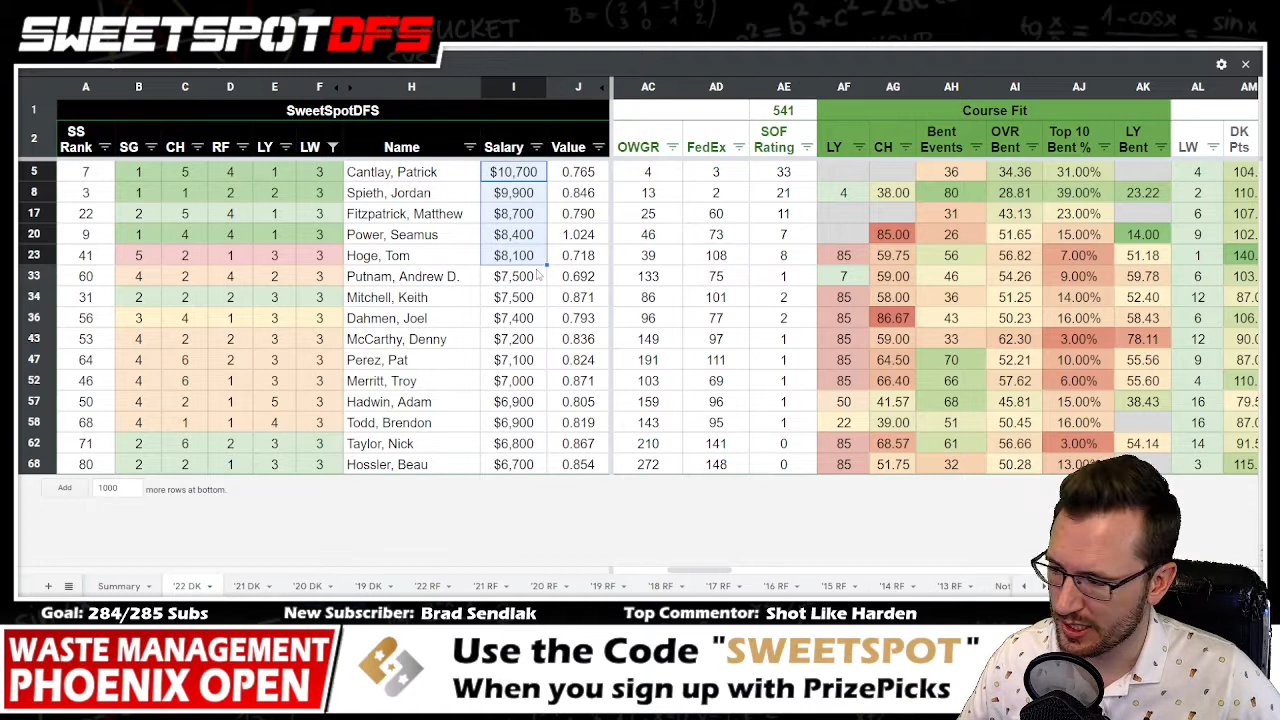 SWEETSPOTDFS
A B C D E F H I J AC AD AE AF AG AH AI AJ AK AL AM
1 SweetSpotDFS 541 Course Fit
2 SS Rank SG CH RF LY LW Name Salary Value OWGR FedEx SOF Rating LY CH Bent Events OVR Bent Top 10 Bent % LY Bent LW DK Pts
5 7 1 5 4 1 3 Cantlay, Patrick $10,700 0.765 4 3 33 36 34.36 31.00% 4 104.
8 3 1 1 2 2 3 Spieth, Jordan $9,900 0.846 13 2 21 4 38.00 80 28.81 39.00% 23.22 2 110.
17 22 2 5 4 1 3 Fitzpatrick, Matthew $8,700 0.790 25 60 11 31 43.13 23.00% 6 107.
20 9 1 4 4 1 3 Power, Seamus $8,400 1.024 46 73 7 85.00 26 51.65 15.00% 14.00 9 102.
23 41 5 2 1 3 3 Hoge, Tom $8,100 0.718 39 108 8 85 59.75 56 56.82 7.00% 51.18 1 140.
33 60 4 2 4 2 3 Putnam, Andrew D. $7,500 0.692 133 75 1 7 59.00 46 54.26 9.00% 59.78 6 103.
34 31 2 2 2 3 3 Mitchell, Keith $7,500 0.871 86 101 2 85 58.00 36 51.25 14.00% 52.40 12 87.0
36 56 3 4 1 3 3 Dahmen, Joel $7,400 0.793 96 77 2 85 86.67 43 50.23 16.00% 58.43 6 106.
43 53 4 4 2 3 3 McCarthy, Denny $7,200 0.836 149 97 1 85 59.00 33 62.30 3.00% 78.11 12 90.
47 64 4 6 2 3 3 Perez, Pat $7,100 0.824 191 111 1 85 64.50 70 52.21 10.00% 55.56 9 87.0
52 46 4 6 1 3 3 Merritt, Troy $7,000 0.871 103 69 1 85 66.40 66 57.62 6.00% 55.60 4 110.
57 50 4 2 1 5 3 Hadwin, Adam $6,900 0.805 159 96 1 50 41.57 68 45.81 15.00% 38.43 16 79.5
58 68 4 1 1 4 3 Todd, Brendon $6,900 0.819 143 95 1 22 39.00 51 50.45 16.00% 16 87.0
62 71 2 6 2 3 3 Taylor, Nick $6,800 0.867 210 141 0 85 68.57 61 56.66 3.00% 54.14 14 91.5
68 80 2 2 1 3 3 Hossler, Beau $6,700 0.854 272 148 0 85 51.75 32 50.28 13.00% 3 115.
Add 1000 more rows at bottom.
Summary '22 DK '21 DK '20 DK '19 DK '22 RF '21 RF '20 RF '19 RF '18 RF '17 RF '16 RF '15 RF '14 RF '13 RF Not
Goal: 284/285 Subs New Subscriber: Brad Sendlak Top Commentor: Shot Like Harden
WASTE MANAGEMENT
PHOENIX OPEN
Use the Code "SWEETSPOT"
When you sign up with PrizePicks